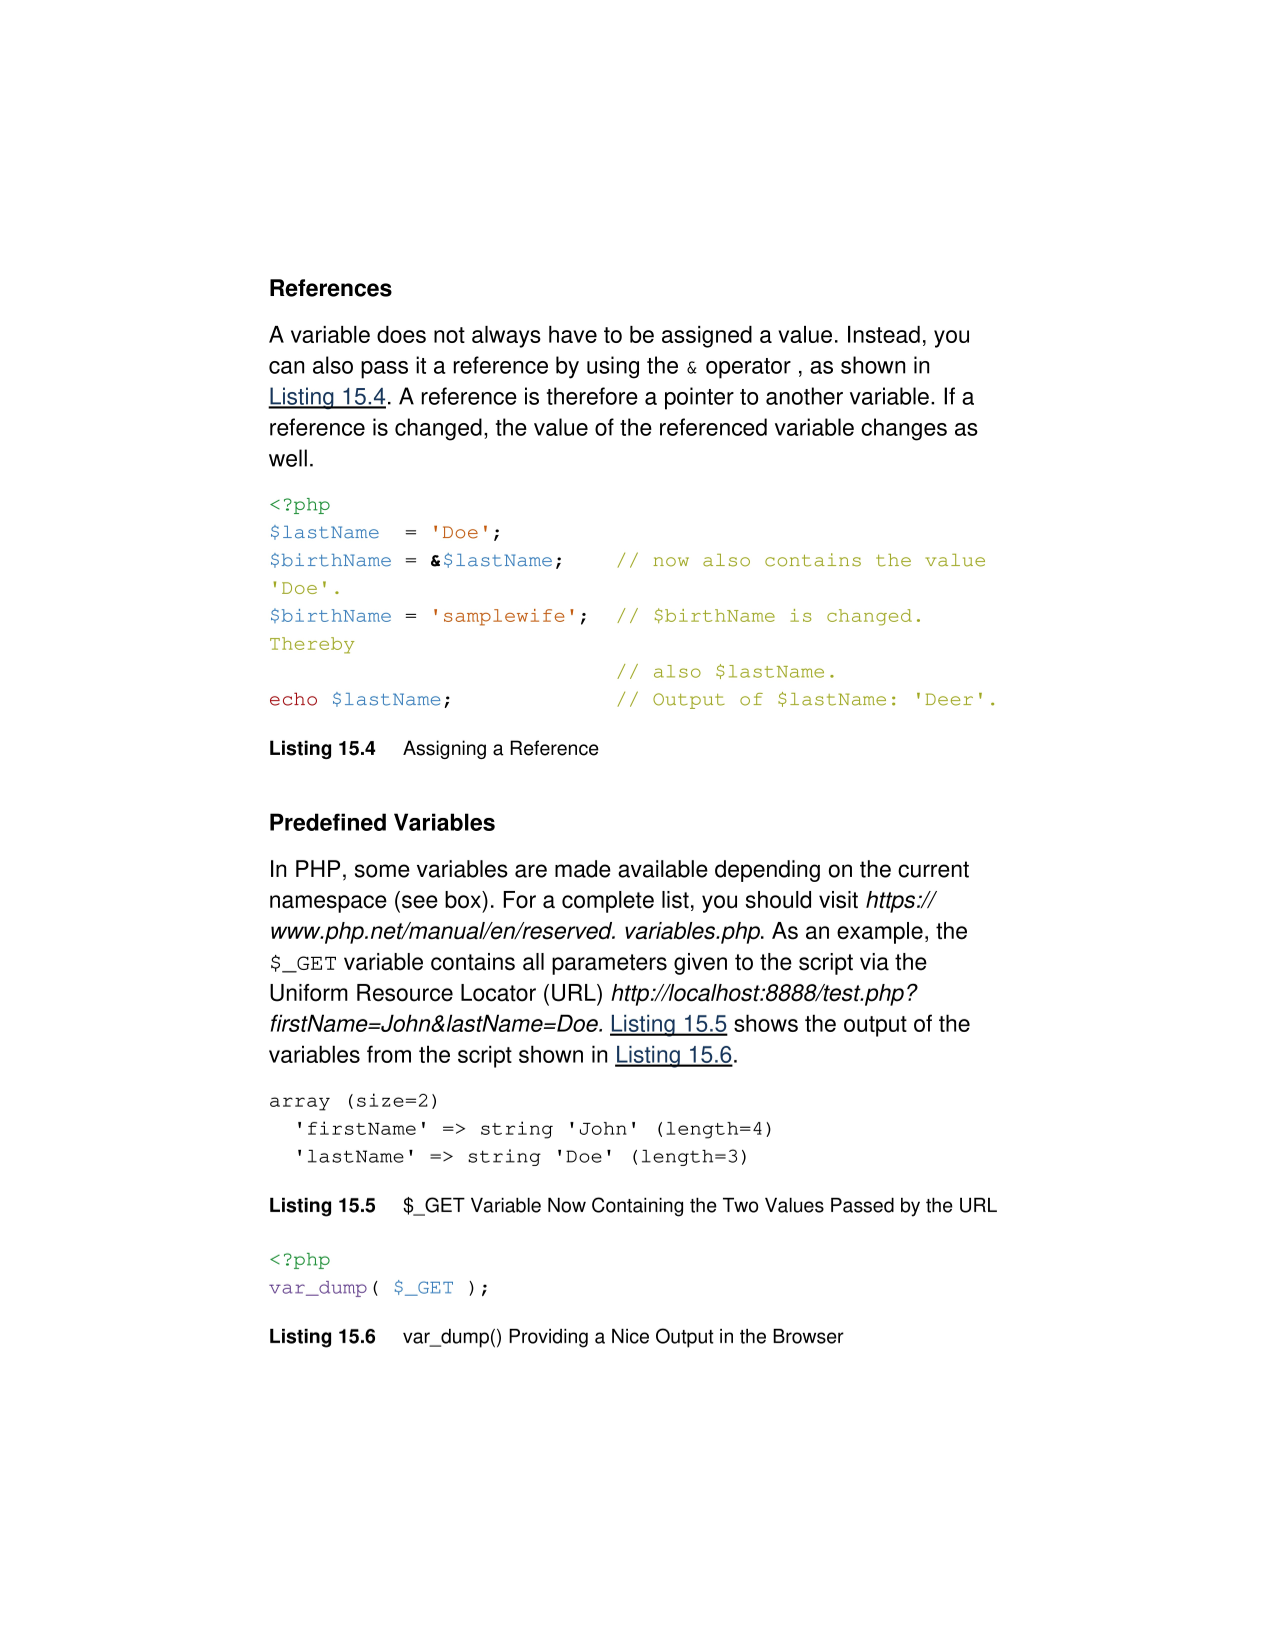 References
A variable does not always have to be assigned a value. Instead, you
can also pass it a reference by using the & operator , as shown in
Listing 15.4. A reference is therefore a pointer to another variable. If a
reference is changed, the value of the referenced variable changes as
well.
<?php
$lastName  = 'Doe';
$birthName = &$lastName;    // now also contains the value
'Doe'.
$birthName = 'samplewife';  // $birthName is changed.
Thereby
                            // also $lastName.
echo $lastName;             // Output of $lastName: 'Deer'.
Listing 15.4 Assigning a Reference
Predefined Variables
In PHP, some variables are made available depending on the current
namespace (see box). For a complete list, you should visit https://
www.php.net/manual/en/reserved. variables.php. As an example, the
$_GET variable contains all parameters given to the script via the
Uniform Resource Locator (URL) http://localhost:8888/test.php?
firstName=John&lastName=Doe. Listing 15.5 shows the output of the
variables from the script shown in Listing 15.6.
array (size=2)
  'firstName' => string 'John' (length=4)
  'lastName' => string 'Doe' (length=3)
Listing 15.5 $_GET Variable Now Containing the Two Values Passed by the URL
<?php
var_dump( $_GET );
Listing 15.6 var_dump() Providing a Nice Output in the Browser